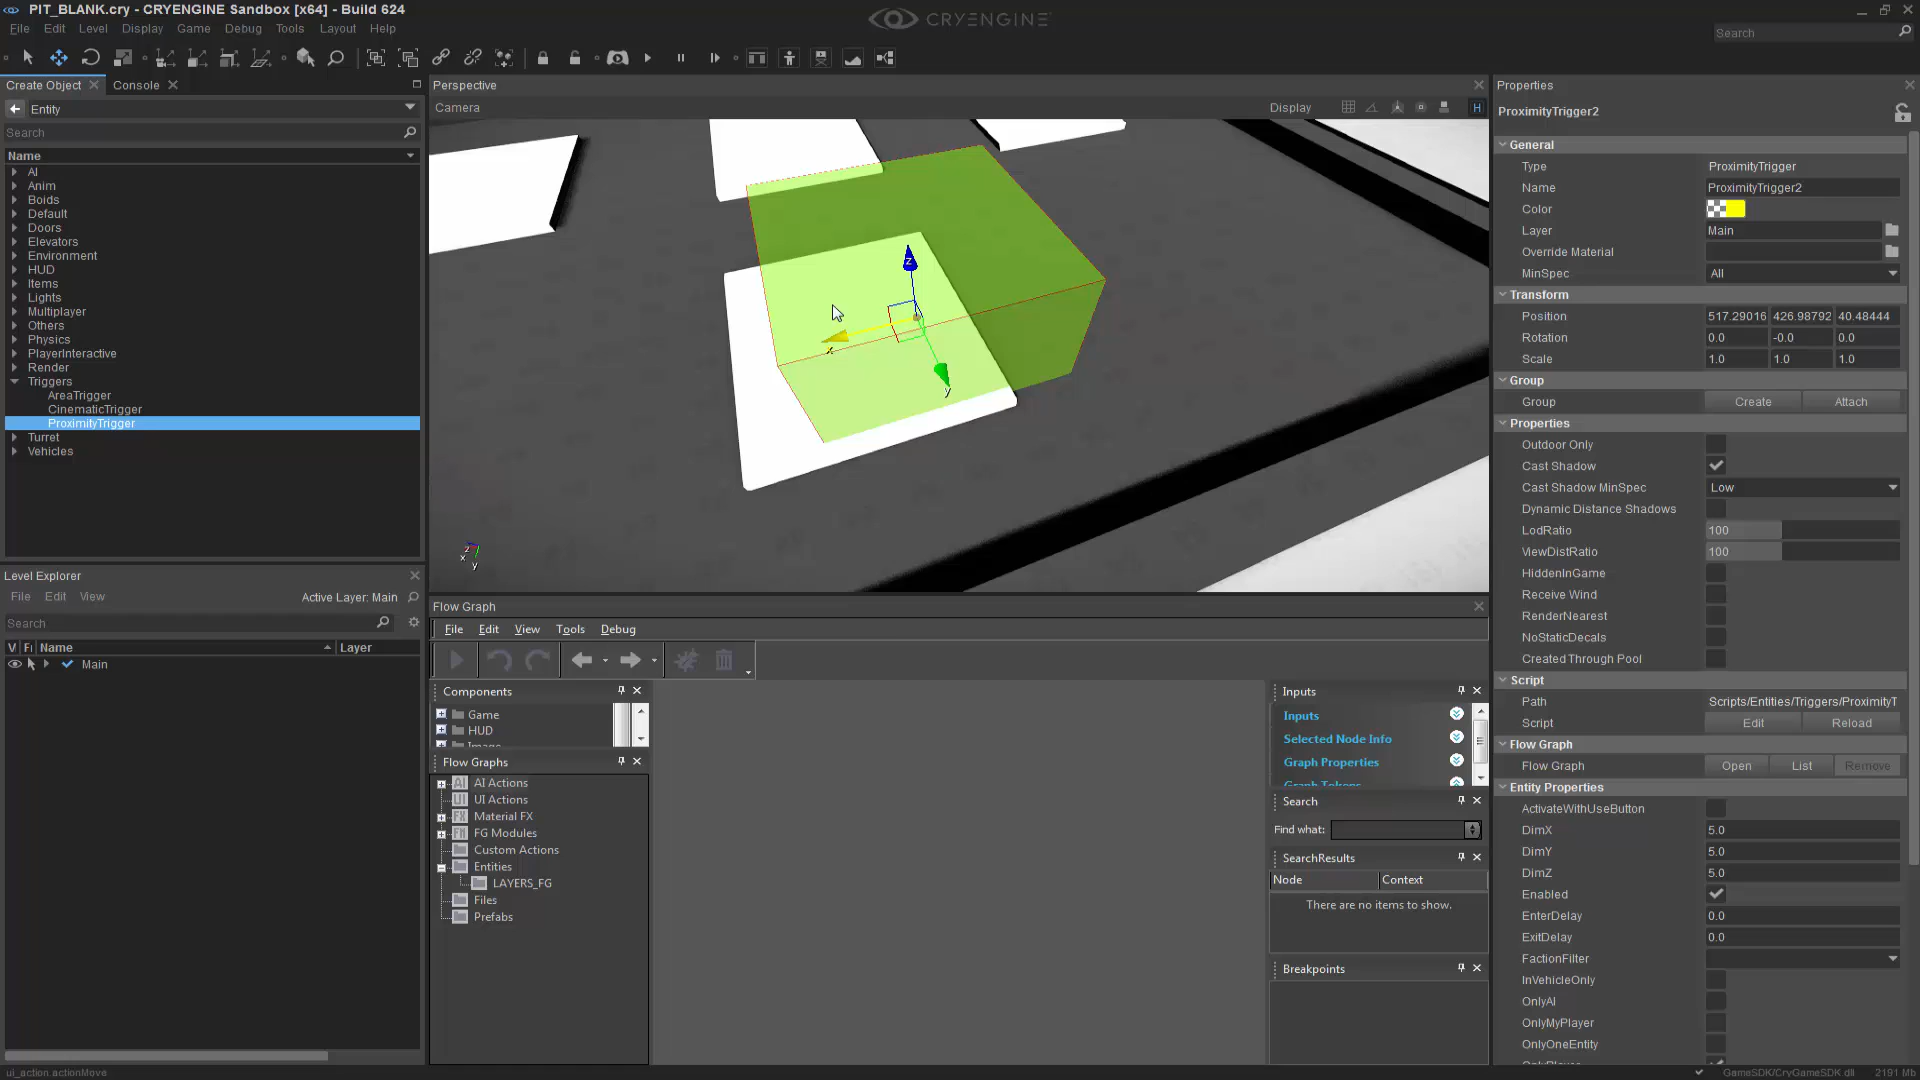 PIT_BLANK.cry - CRYENGINE Sandbox [x64] - Build 624
CRYENGINE
File Edit Level Display Game Debug Tools Layout Help
Search
Create Object
Console
Entity
Search
Name
AI
Anim
Boids
Default
Doors
Elevators
Environment
HUD
Items
Lights
Multiplayer
Others
Physics
PlayerInteractive
Render
Triggers
AreaTrigger
CinematicTrigger
ProximityTrigger
Turret
Vehicles
Level Explorer
File Edit View
Active Layer: Main
Search
V Fi Name Layer
Main
ui_action.actionMove
Perspective
Camera
Display
H
z
x
y
z
x
y
Flow Graph
File Edit View Tools Debug
Components
Game
HUD
Flow Graphs
AI Actions
UI Actions
Material FX
FG Modules
Custom Actions
Entities
LAYERS_FG
Files
Prefabs
Inputs
Inputs
Selected Node Info
Graph Properties
Graph Tokens
Search
Find what:
SearchResults
Node Context
There are no items to show.
Breakpoints
Properties
ProximityTrigger2
General
Type ProximityTrigger
Name ProximityTrigger2
Color
Layer Main
Override Material
MinSpec All
Transform
Position 517.29016 426.98792 40.48444
Rotation 0.0 -0.0 0.0
Scale 1.0 1.0 1.0
Group
Group Create Attach
Properties
Outdoor Only
Cast Shadow
Cast Shadow MinSpec Low
Dynamic Distance Shadows
LodRatio 100
ViewDistRatio 100
HiddenInGame
Receive Wind
RenderNearest
NoStaticDecals
Created Through Pool
Script
Path Scripts/Entities/Triggers/ProximityT
Script Edit Reload
Flow Graph
Flow Graph Open List Remove
Entity Properties
ActivateWithUseButton
DimX 5.0
DimY 5.0
DimZ 5.0
Enabled
EnterDelay 0.0
ExitDelay 0.0
FactionFilter
InVehicleOnly
OnlyAI
OnlyMyPlayer
OnlyOneEntity
GameSDK/CryGameSDK.dll 2191 Mb